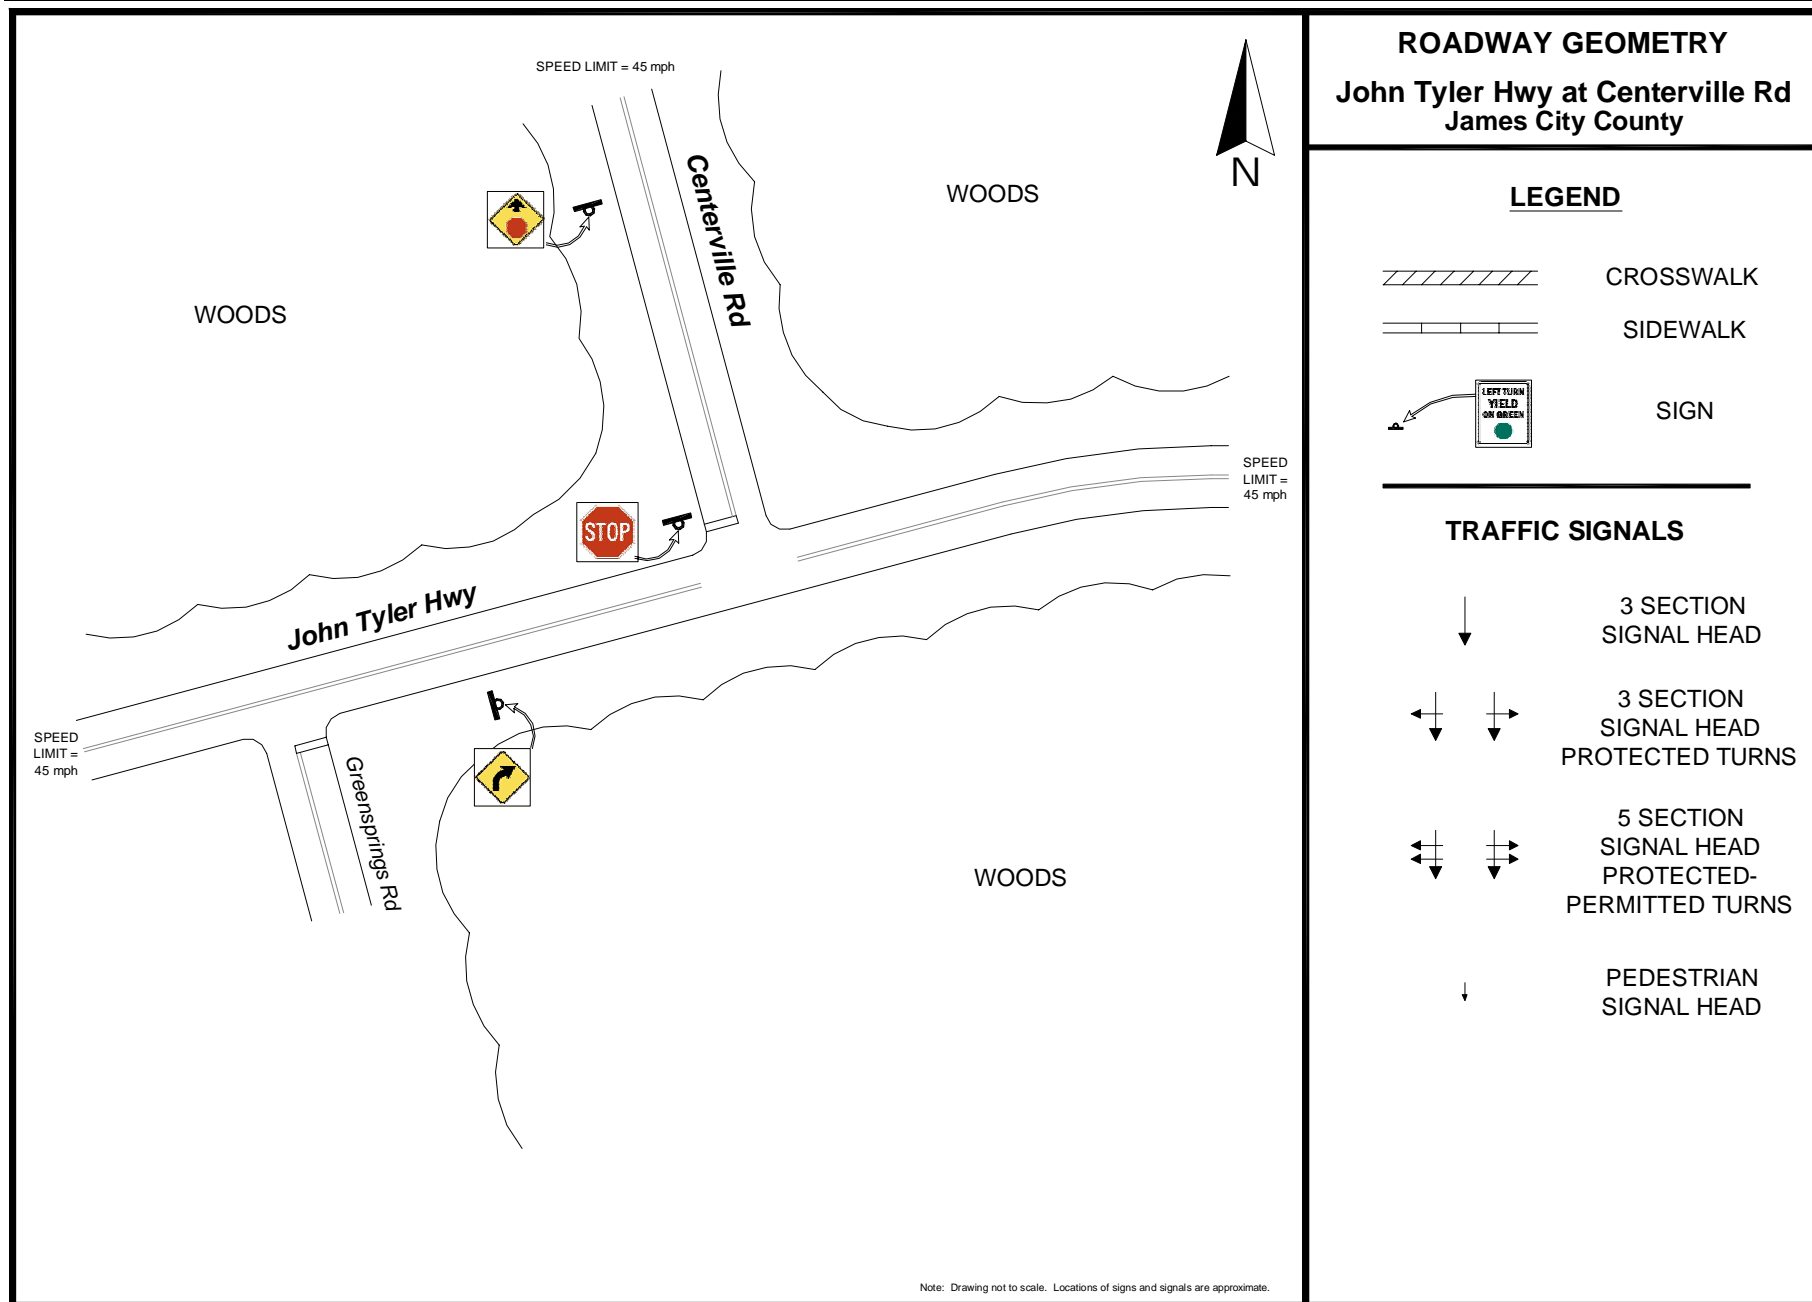 ROADWAY GEOMETRY
John Tyler Hwy at Centerville Rd
James City County
SPEED LIMIT = 45 mph
N
Centerville Rd
WOODS
WOODS
SPEED
LIMIT =
45 mph
STOP
John Tyler Hwy
SPEED
LIMIT =
45 mph
Greensprings Rd
WOODS
Note: Drawing not to scale. Locations of signs and signals are approximate.
LEGEND
CROSSWALK
SIDEWALK
LEFT TURN
YIELD
ON GREEN
SIGN
TRAFFIC SIGNALS
3 SECTION
SIGNAL HEAD
3 SECTION
SIGNAL HEAD
PROTECTED TURNS
5 SECTION
SIGNAL HEAD
PROTECTED-
PERMITTED TURNS
PEDESTRIAN
SIGNAL HEAD